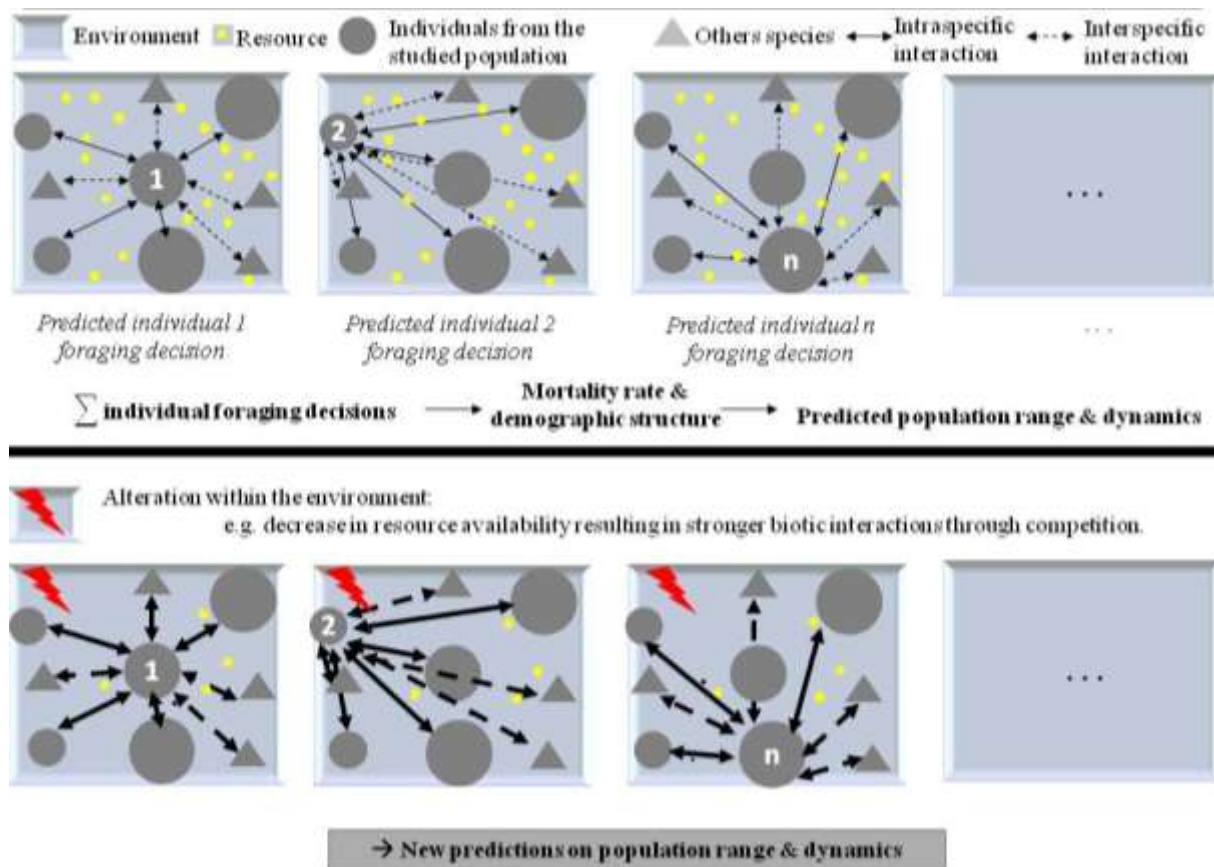 Environment Resource Individuals from the Others species Intraspecific Interspecific
studied population interaction interaction
1
2
n
...
Predicted individual 1 Predicted individual 2 Predicted individual n ...
foraging decision foraging decision foraging decision
∑ individual foraging decisions Mortality rate & Predicted population range & dynamics
demographic structure
Alteration within the environment:
e.g. decrease in resource availability resulting in stronger biotic interactions through competition.
1
2
n
...
→ New predictions on population range & dynamics